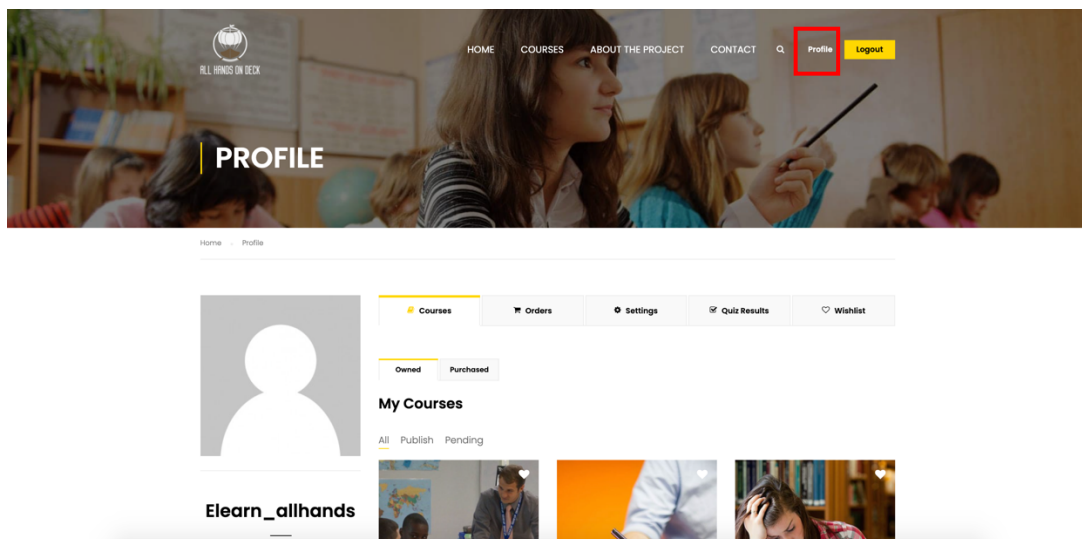 HOME COURSES ABOUT THE PROJECT CONTACT Profile Logout
ALL HANDS ON DECK
PROFILE
Home Profile
Courses Orders Settings Quiz Results Wishlist
Owned Purchased
My Courses
All Publish Pending
Elearn_allhands